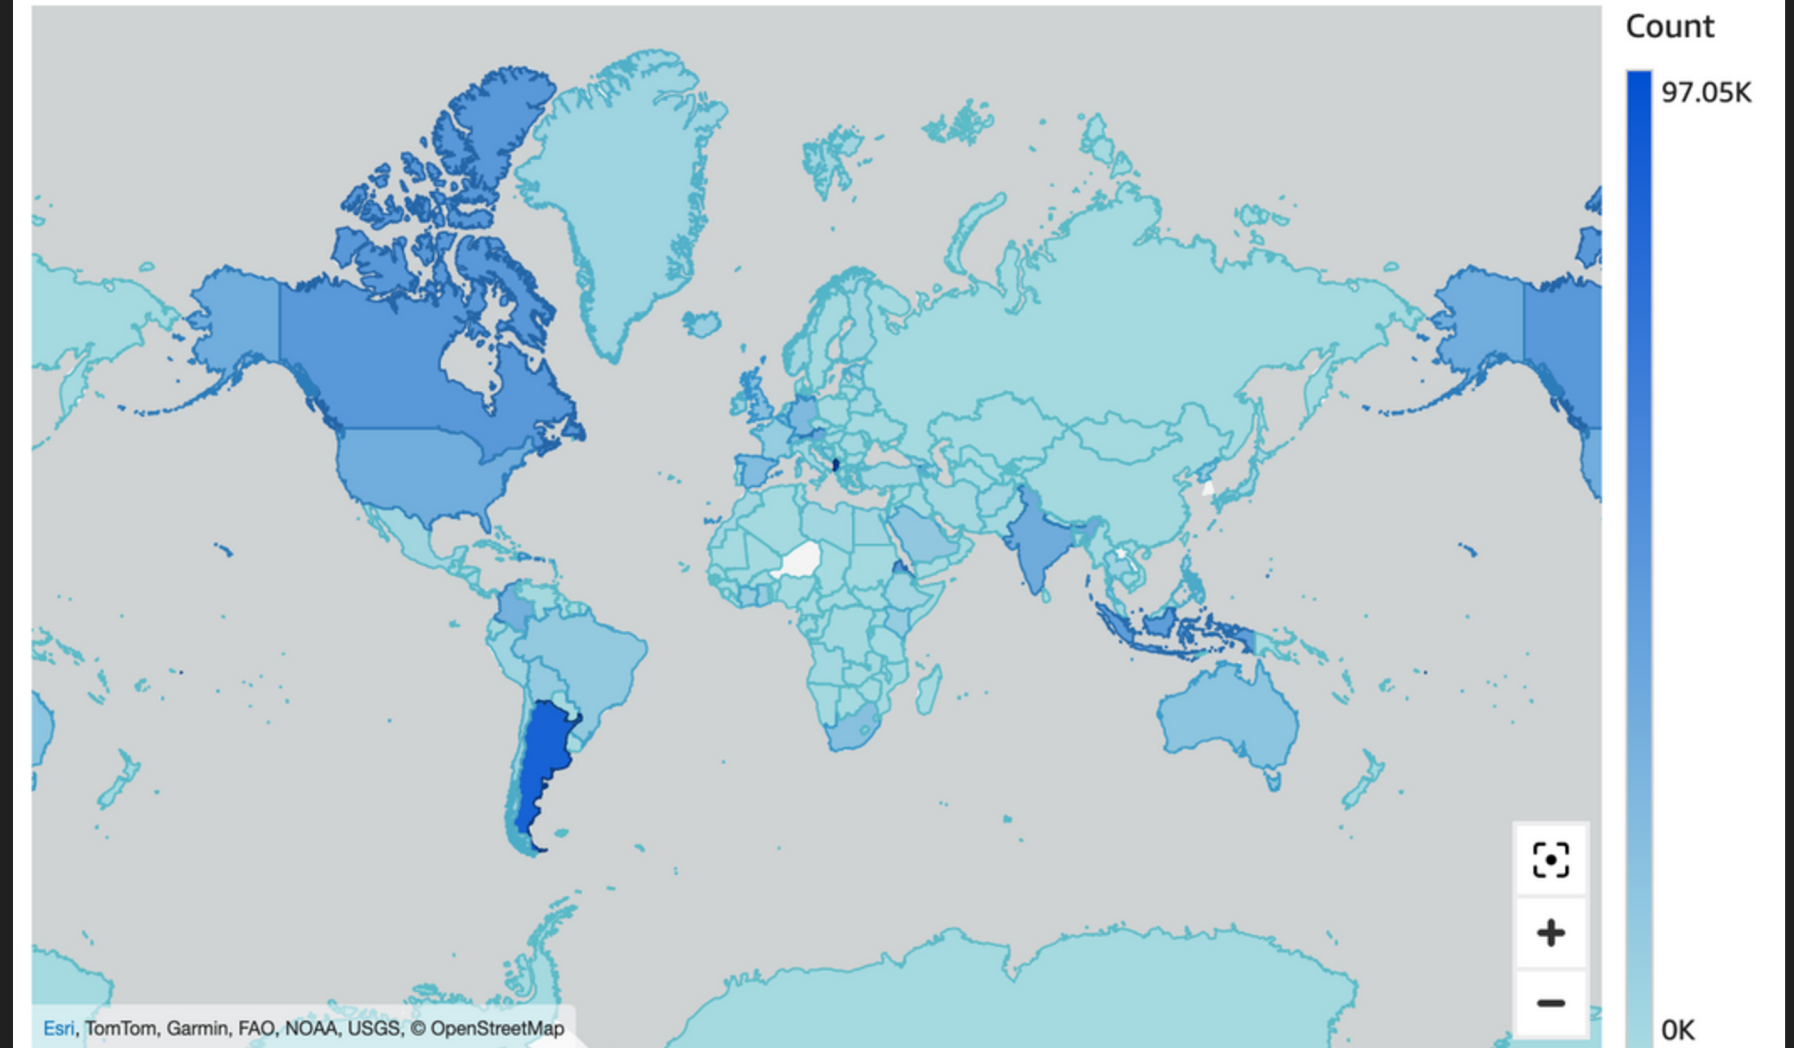 Count
97.05K
0K
Esri, TomTom, Garmin, FAO, NOAA, USGS, © OpenStreetMap